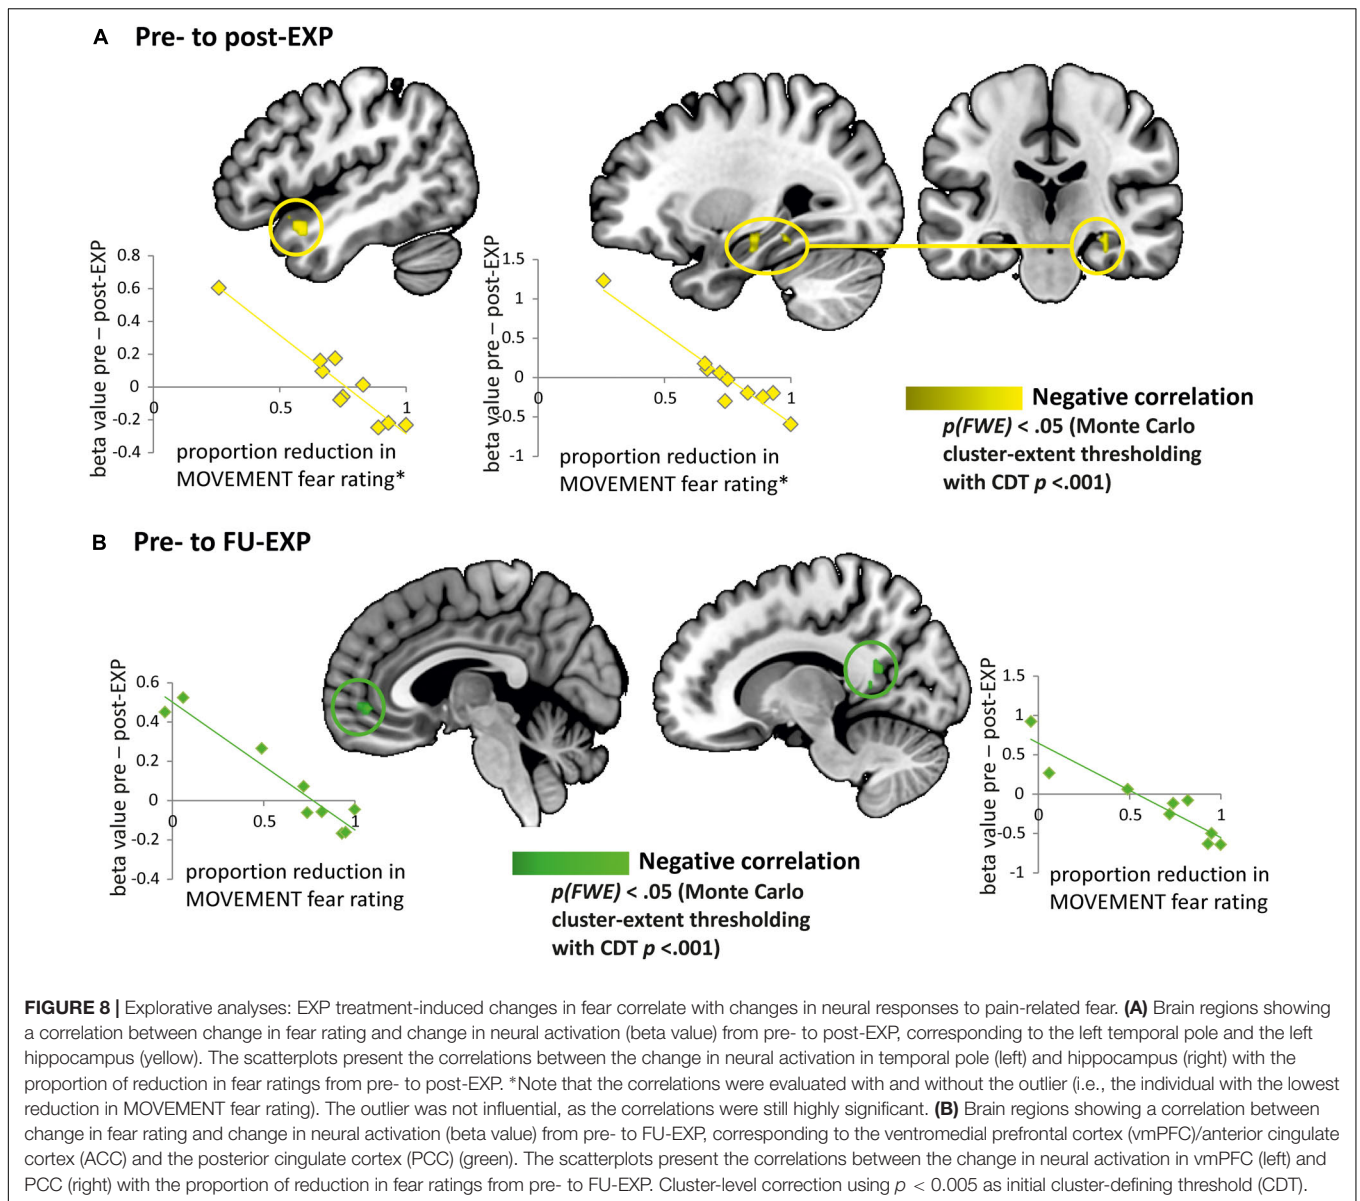 A Pre- to post-EXP
beta value pre – post-EXP
0.8
0.6
0.4
0.2
0
-0.2
-0.4
0
0.5
1
proportion reduction in
MOVEMENT fear rating*
beta value pre – post-EXP
1.5
1
0.5
0
-0.5
-1
0
0.5
1
proportion reduction in
MOVEMENT fear rating*
Negative correlation
p(FWE) < .05 (Monte Carlo
cluster-extent thresholding
with CDT p <.001)
B Pre- to FU-EXP
beta value pre – post-EXP
0.6
0.4
0.2
0
-0.2
-0.4
0
0.5
1
proportion reduction in
MOVEMENT fear rating
Negative correlation
p(FWE) < .05 (Monte Carlo
cluster-extent thresholding
with CDT p <.001)
beta value pre – post-EXP
1.5
1
0.5
0
-0.5
-1
0
0.5
1
proportion reduction in
MOVEMENT fear rating
FIGURE 8 | Explorative analyses: EXP treatment-induced changes in fear correlate with changes in neural responses to pain-related fear. (A) Brain regions showing
a correlation between change in fear rating and change in neural activation (beta value) from pre- to post-EXP, corresponding to the left temporal pole and the left
hippocampus (yellow). The scatterplots present the correlations between the change in neural activation in temporal pole (left) and hippocampus (right) with the
proportion of reduction in fear ratings from pre- to post-EXP. *Note that the correlations were evaluated with and without the outlier (i.e., the individual with the lowest
reduction in MOVEMENT fear rating). The outlier was not influential, as the correlations were still highly significant. (B) Brain regions showing a correlation between
change in fear rating and change in neural activation (beta value) from pre- to FU-EXP, corresponding to the ventromedial prefrontal cortex (vmPFC)/anterior cingulate
cortex (ACC) and the posterior cingulate cortex (PCC) (green). The scatterplots present the correlations between the change in neural activation in vmPFC (left) and
PCC (right) with the proportion of reduction in fear ratings from pre- to FU-EXP. Cluster-level correction using p < 0.005 as initial cluster-defining threshold (CDT).